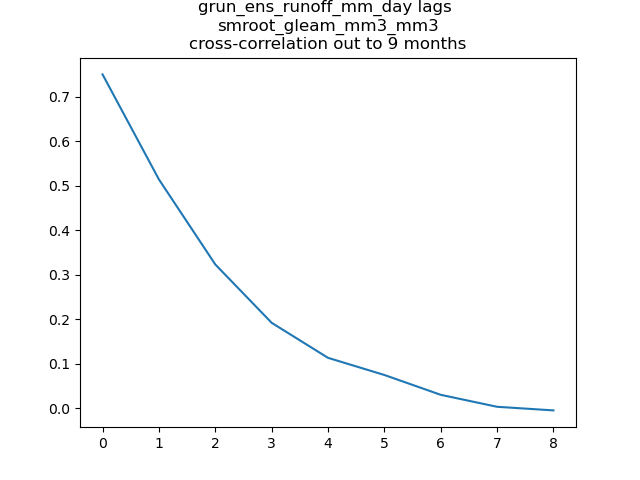 grun_ens_runoff_mm_day lags
smroot_gleam_mm3_mm3
cross-correlation out to 9 months
0.7
0.6
0.5
0.4
0.3
0.2
0.1
0.0
0 1 2 3 4 5 6 7 8